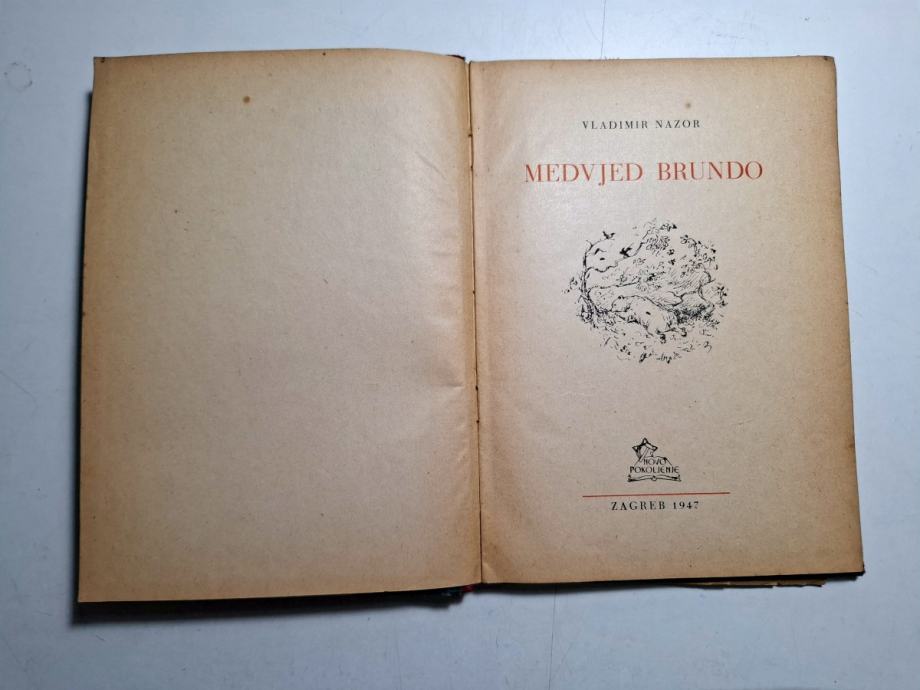 VLADIMIR NAZOR
MEDVJED BRUNDO
NOVO
POKOLJENJE
ZAGREB 1947